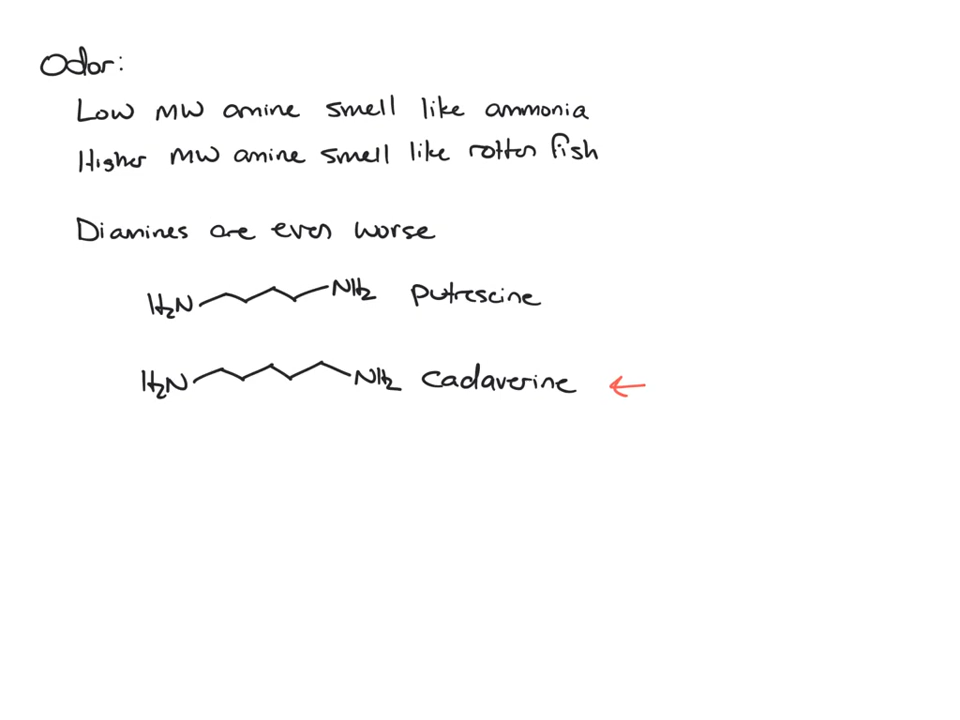 Odor:
Low MW amine smell like ammonia
Higher MW amine smell like rotten fish
Diamines are even worse
H₂N NH₂ putrescine
H₂N NH₂ cadaverine ←